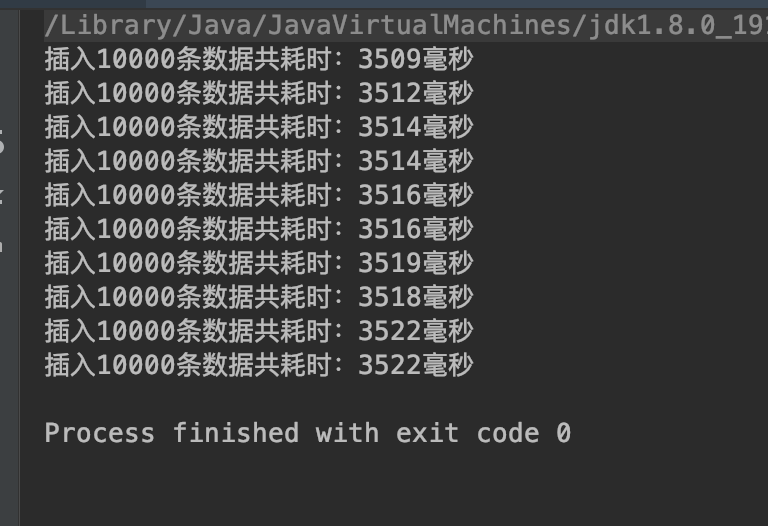 /Library/Java/JavaVirtualMachines/jdk1.8.0_191
插入10000条数据共耗时：3509毫秒
插入10000条数据共耗时：3512毫秒
插入10000条数据共耗时：3514毫秒
插入10000条数据共耗时：3514毫秒
插入10000条数据共耗时：3516毫秒
插入10000条数据共耗时：3516毫秒
插入10000条数据共耗时：3519毫秒
插入10000条数据共耗时：3518毫秒
插入10000条数据共耗时：3522毫秒
插入10000条数据共耗时：3522毫秒
Process finished with exit code 0